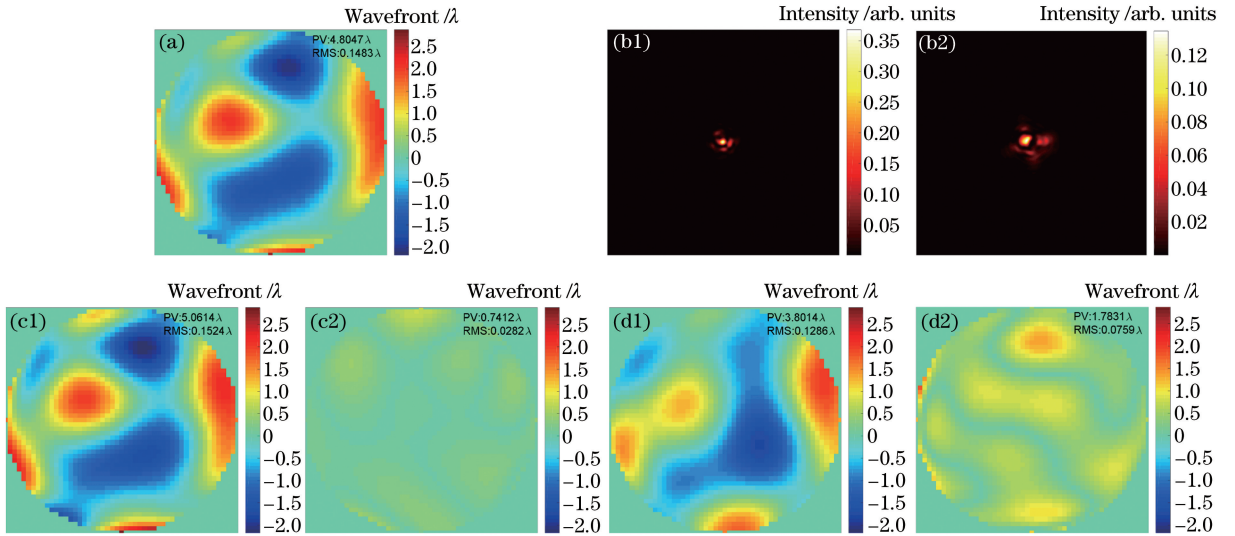 Wavefront /λ
(a)
PV:4.8047λ
RMS:0.1483λ
2.5
2.0
1.5
1.0
0.5
0
−0.5
−1.0
−1.5
−2.0
Intensity /arb. units
(b1)
0.35
0.30
0.25
0.20
0.15
0.10
0.05
Intensity /arb. units
(b2)
0.12
0.10
0.08
0.06
0.04
0.02
Wavefront /λ
(c1)
PV:5.0614λ
RMS:0.1524λ
2.5
2.0
1.5
1.0
0.5
0
−0.5
−1.0
−1.5
−2.0
Wavefront /λ
(c2)
PV:0.7412λ
RMS:0.0282λ
2.5
2.0
1.5
1.0
0.5
0
−0.5
−1.0
−1.5
−2.0
Wavefront /λ
(d1)
PV:3.8014λ
RMS:0.1286λ
2.5
2.0
1.5
1.0
0.5
0
−0.5
−1.0
−1.5
−2.0
Wavefront /λ
(d2)
PV:1.7831λ
RMS:0.0759λ
2.5
2.0
1.5
1.0
0.5
0
−0.5
−1.0
−1.5
−2.0